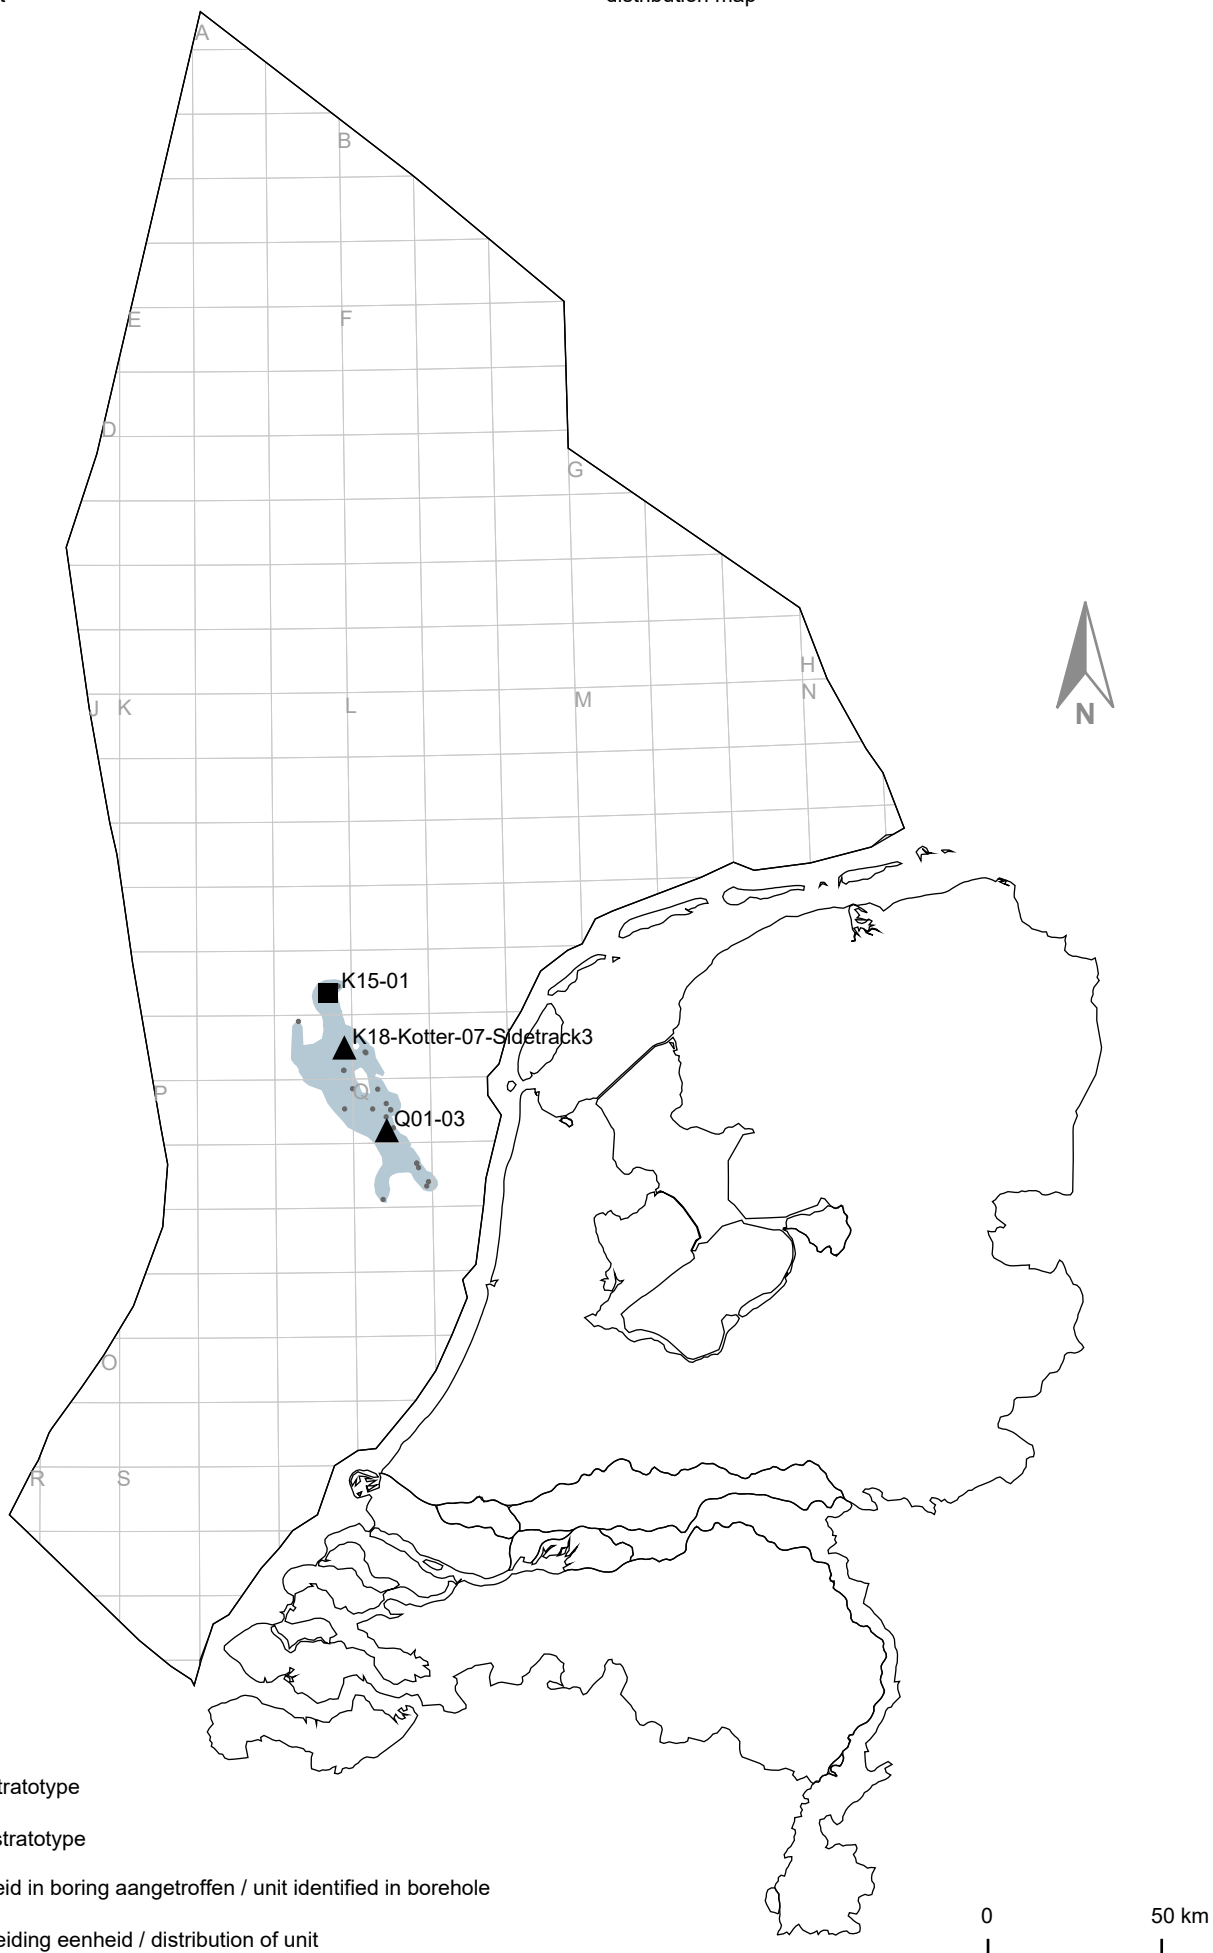 distribution map
A
B
E
F
D
G
H
N
J K
L
M
K15-01
K18-Kotter-07-Sidetrack3
P
Q
Q01-03
O
R
S
N
tratotype
stratotype
eid in boring aangetroffen / unit identified in borehole
eiding eenheid / distribution of unit
0
50 km